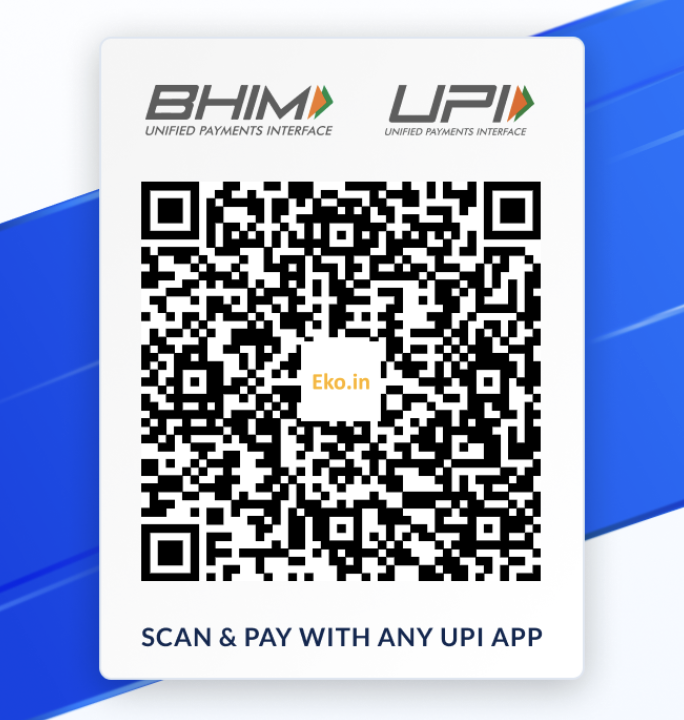 BHIM UPI
UNIFIED PAYMENTS INTERFACE UNIFIED PAYMENTS INTERFACE
Eko.in
SCAN & PAY WITH ANY UPI APP